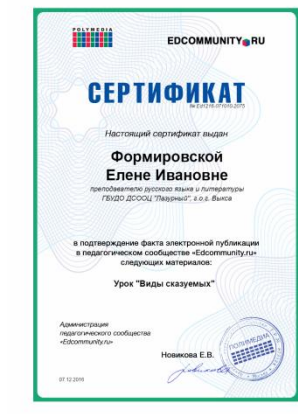 POLYMEDIA
EDCOMMUNITY RU
СЕРТИФИКАТ
Настоящий сертификат выдан
Формировской
Елене Ивановне
преподавателю русского языка и литературы
ГБУДО ДСООЦ "Лазурный", г.о.г. Выкса
в подтверждение факта электронной публикации
в педагогическом сообществе «Edcommunity.ru»
следующих материалов:
Урок "Виды сказуемых"
Администрация
педагогического сообщества
«Edcommunity.ru»
Новикова Е.В.
ПОЛИМЕДИА
07.12.2016